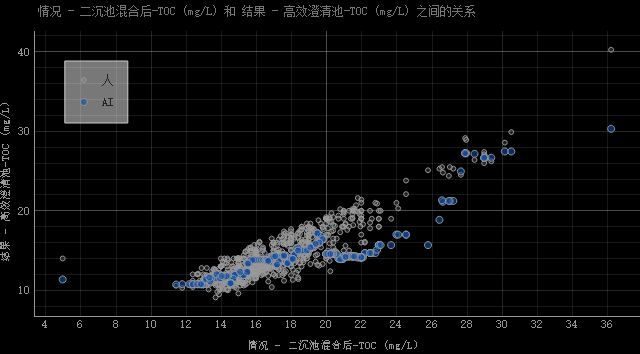 情况 - 二沉池混合后-TOC (mg/L) 和 结果 - 高效澄清池-TOC (mg/L) 之间的关系
结果 - 高效澄清池-TOC (mg/L)
40
30
20
10
人
AI
4 6 8 10 12 14 16 18 20 22 24 26 28 30 32 34 36
情况 - 二沉池混合后-TOC (mg/L)